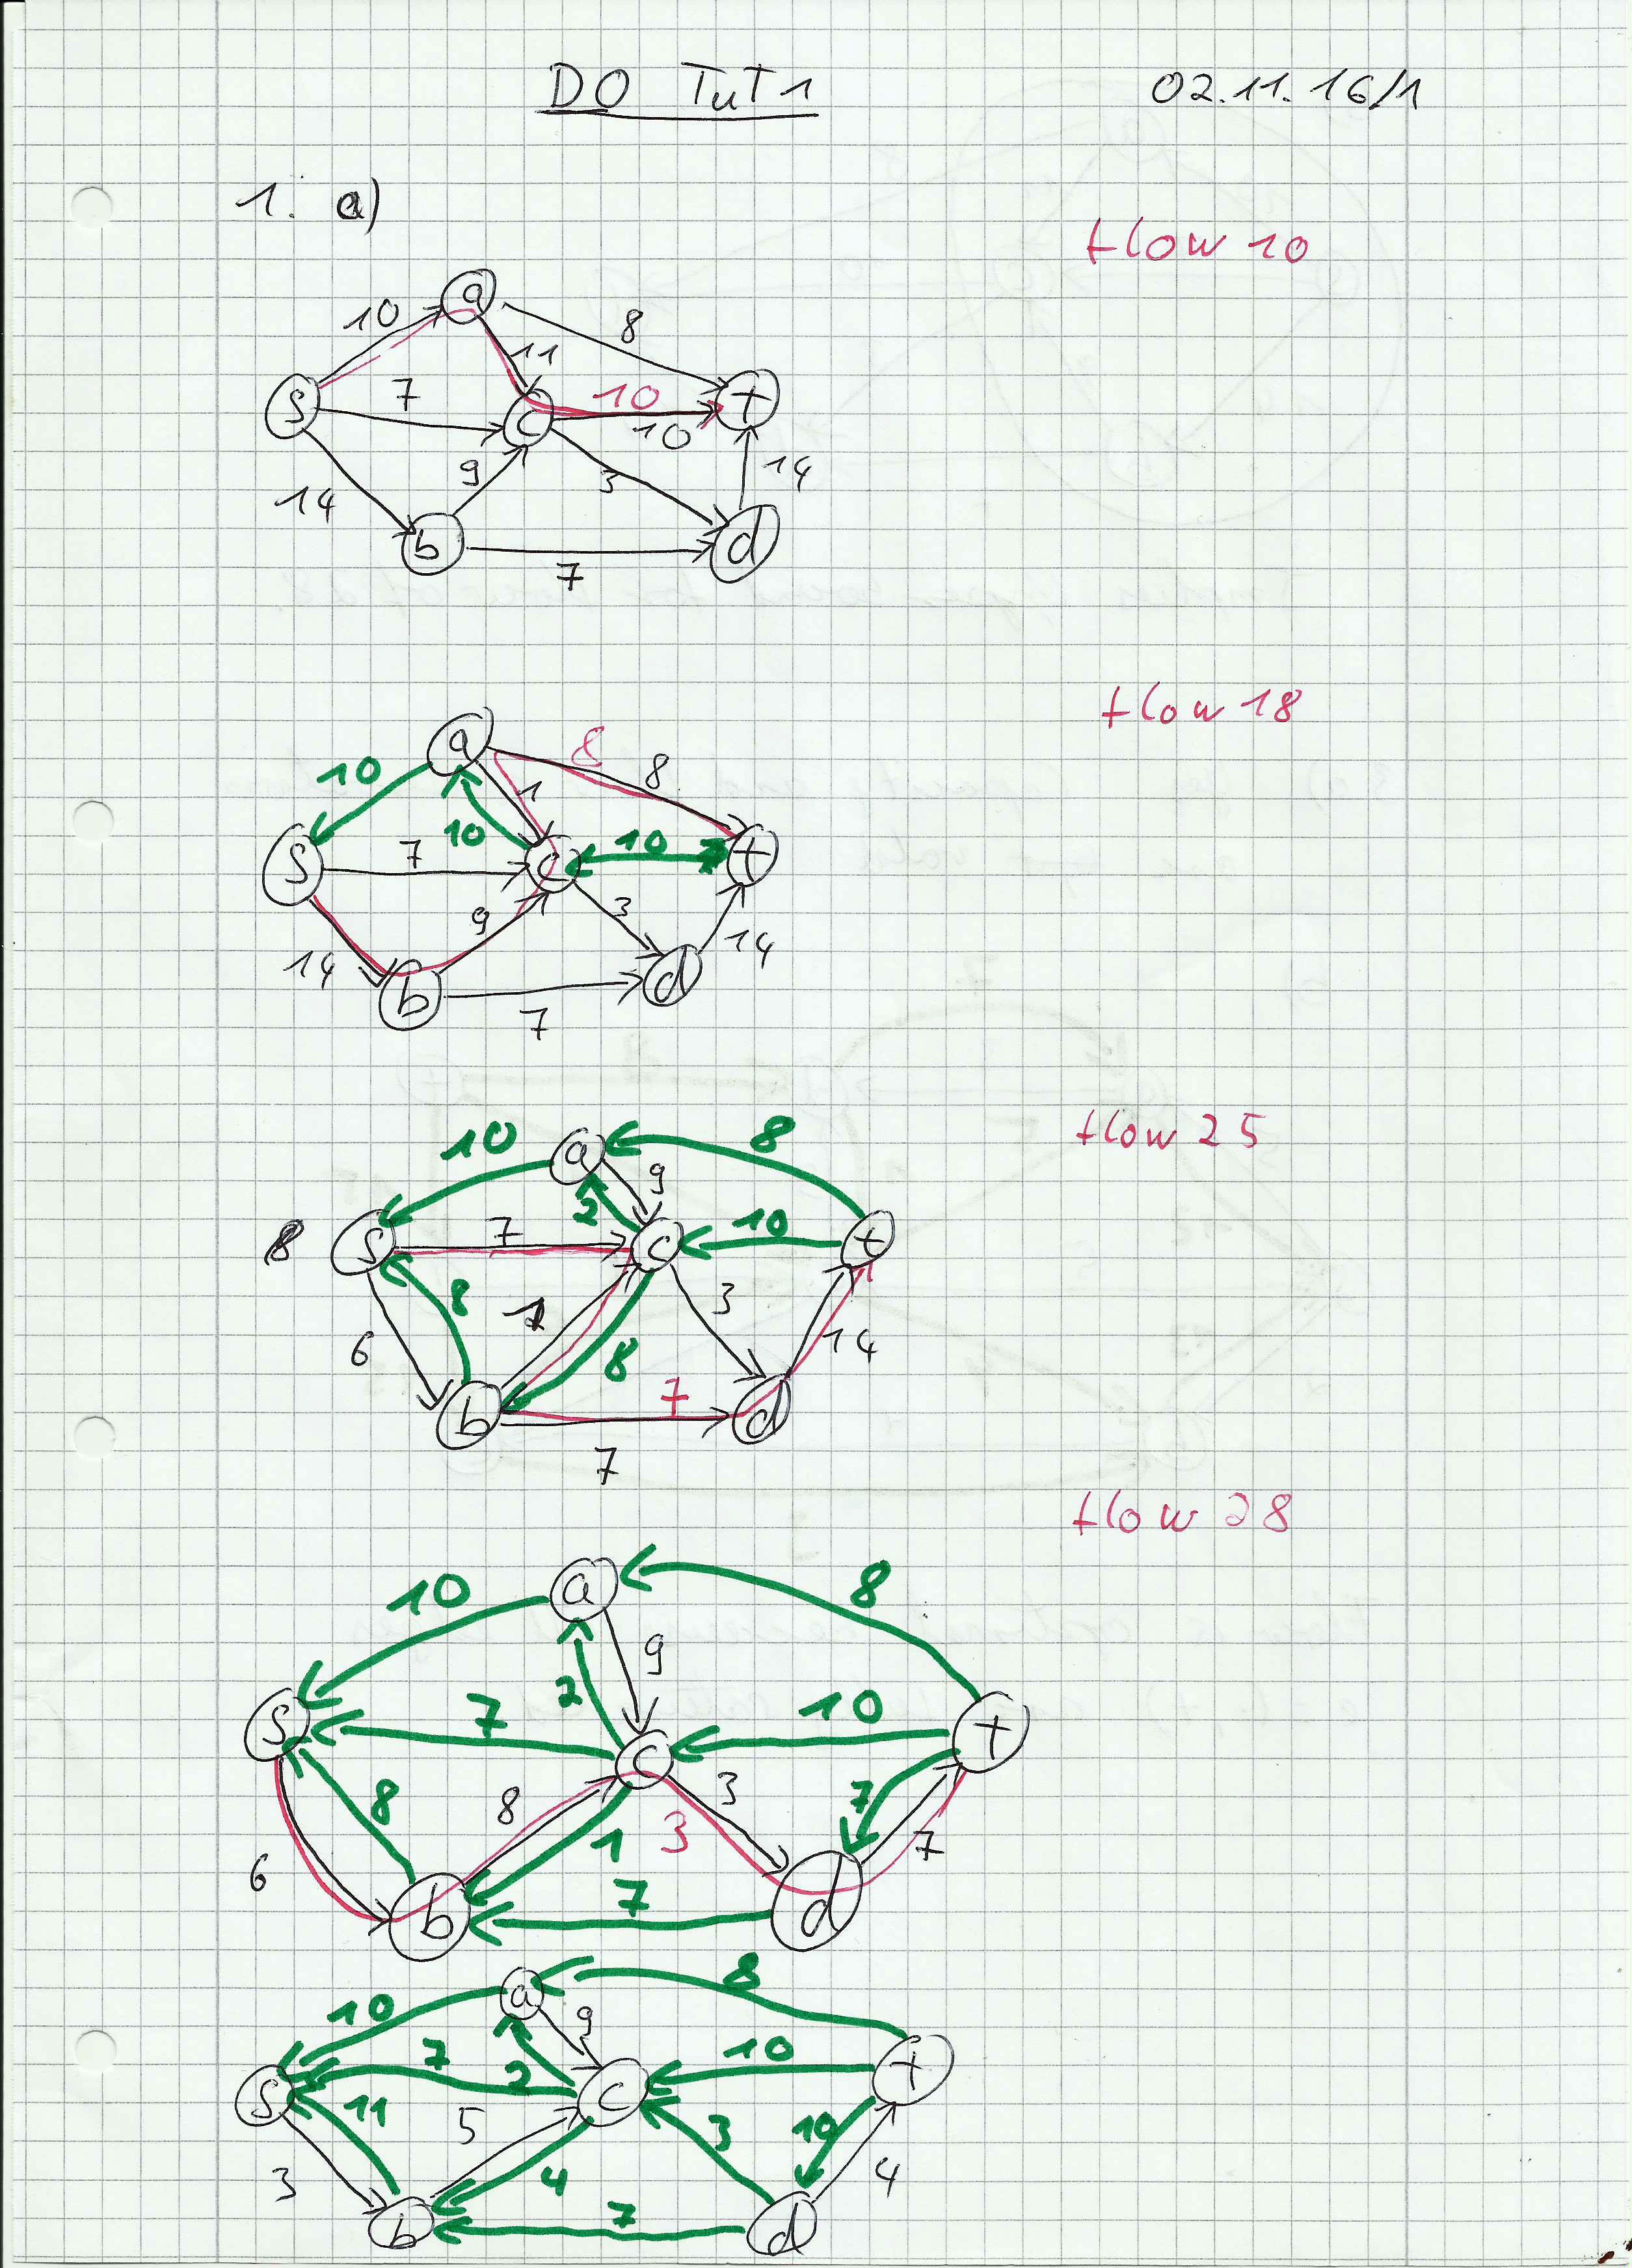 DO TuT 1 02.11.16/1
1. a)
flow 10
a
10 8
11
s 7 c 10 t
10
9 3 14
14
b d
7
flow 18
a 8
10 8
1
10 10
s 7 c t
9 3
14 14
b d
7
flow 25
10 a 8
9
2 10
s 7 c t
8 3
6 8 14
7
b d
7
flow 28
a 8
10
9
2 10
s 7 t
c
8 8 3 7
3
1 7
6 7
b d
a 8
10 9
7 10
2
s c t
11 5 3 10
3 4 4
7
b d